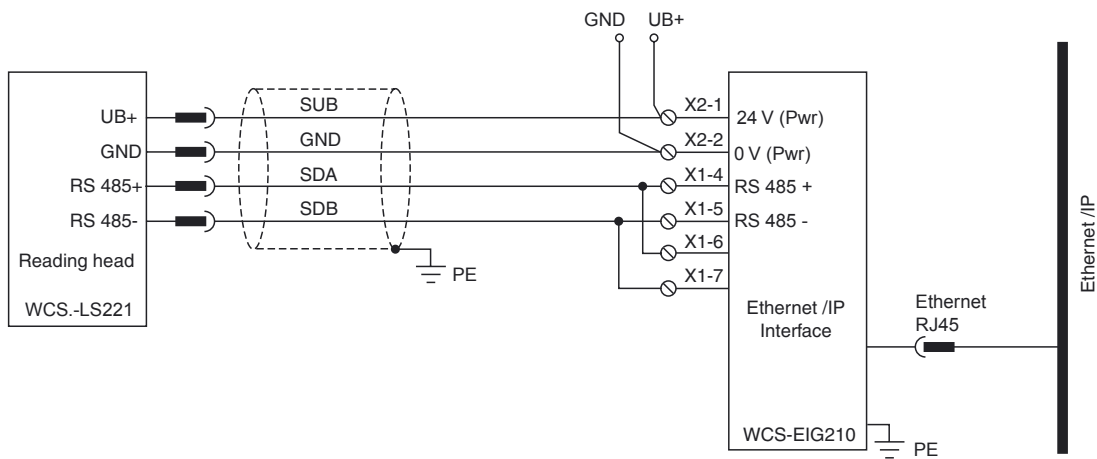 GND UB+
UB+
SUB
X2-1
24 V (Pwr)
GND
GND
X2-2
0 V (Pwr)
RS 485+
SDA
X1-4
RS 485 +
RS 485-
SDB
X1-5
RS 485 -
X1-6
Reading head
PE
X1-7
WCS.-LS221
Ethernet /IP
Interface
Ethernet
RJ45
Ethernet /IP
WCS-EIG210
PE